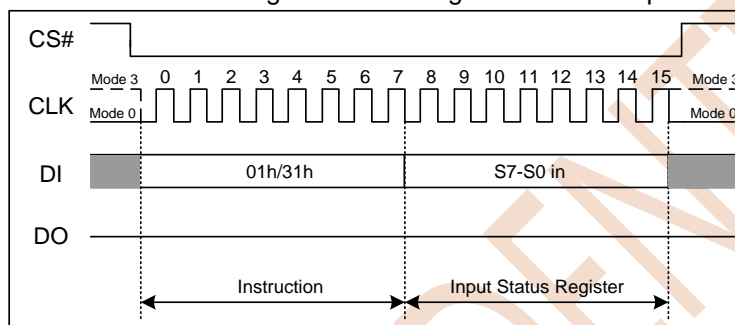 CS#
Mode 3 0 1 2 3 4 5 6 7 8 9 10 11 12 13 14 15 Mode 3
CLK
Mode 0 Mode 0
DI 01h/31h S7-S0 in
DO
Instruction Input Status Register